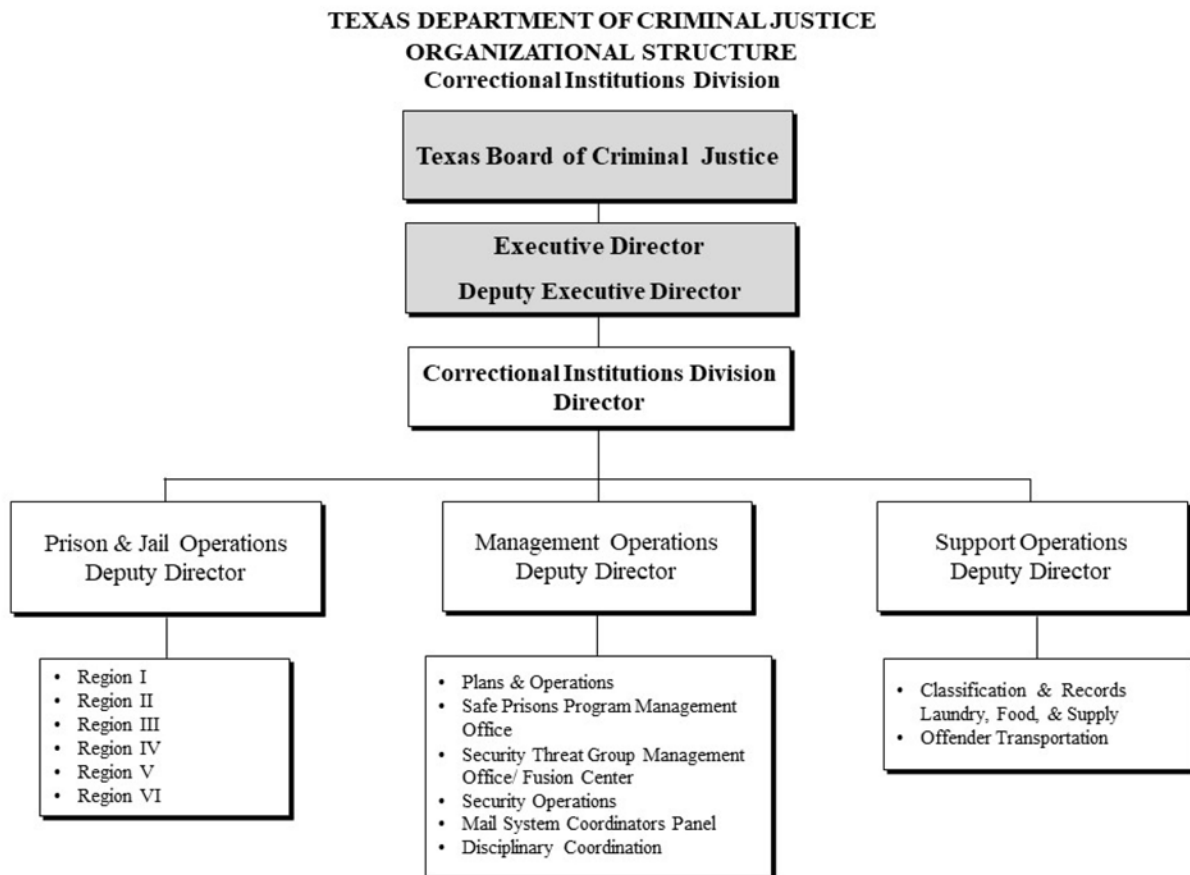 TEXAS DEPARTMENT OF CRIMINAL JUSTICE
ORGANIZATIONAL STRUCTURE
Correctional Institutions Division
Texas Board of Criminal Justice
Executive Director
Deputy Executive Director
Correctional Institutions Division
Director
Prison & Jail Operations
Deputy Director
Management Operations
Deputy Director
Support Operations
Deputy Director
• Region I
• Region II
• Region III
• Region IV
• Region V
• Region VI
• Plans & Operations
• Safe Prisons Program Management
Office
• Security Threat Group Management
Office/ Fusion Center
• Security Operations
• Mail System Coordinators Panel
• Disciplinary Coordination
• Classification & Records
Laundry, Food, & Supply
• Offender Transportation